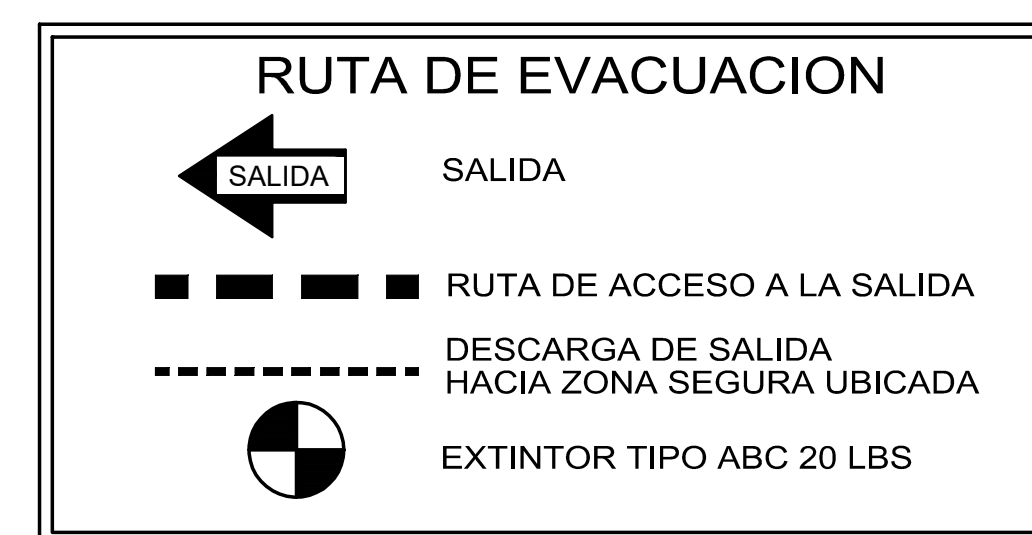 RUTA DE EVACUACION
SALIDA
SALIDA
RUTA DE ACCESO A LA SALIDA
DESCARGA DE SALIDA
HACIA ZONA SEGURA UBICADA
EXTINTOR TIPO ABC 20 LBS